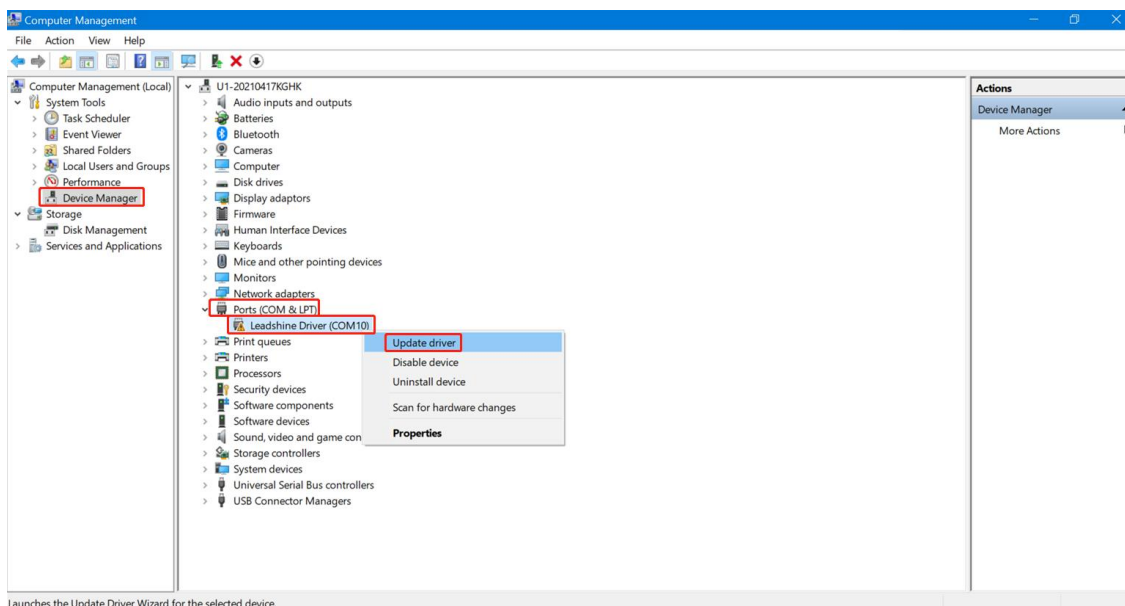 Computer Management
File Action View Help
Computer Management (Local)
System Tools
Task Scheduler
Event Viewer
Shared Folders
Local Users and Groups
Performance
Device Manager
Storage
Disk Management
Services and Applications
U1-20210417KGHK
Audio inputs and outputs
Batteries
Bluetooth
Cameras
Computer
Disk drives
Display adaptors
Firmware
Human Interface Devices
Keyboards
Mice and other pointing devices
Monitors
Network adapters
Ports (COM & LPT)
Leadshine Driver (COM10)
Print queues
Printers
Processors
Security devices
Software components
Software devices
Sound, video and game con
Storage controllers
System devices
Universal Serial Bus controllers
USB Connector Managers
Update driver
Disable device
Uninstall device
Scan for hardware changes
Properties
Actions
Device Manager
More Actions
Launches the Update Driver Wizard for the selected device.